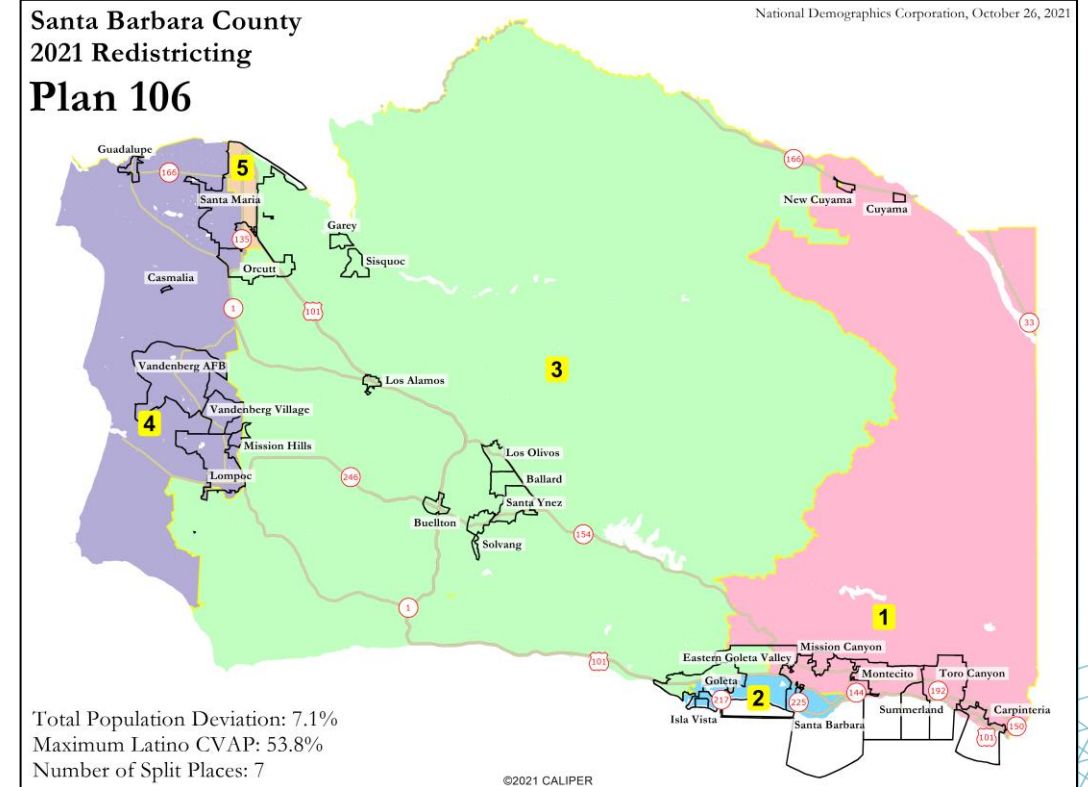 Santa Barbara County
2021 Redistricting
Plan 106
National Demographics Corporation, October 26, 2021
Guadalupe
166
5
Santa Maria
135
Orcutt
Garey
Sisquoc
166
New Cuyama
Cuyama
Casmalia
1
101
33
Vandenberg AFB
3
Los Alamos
Vandenberg Village
4
Mission Hills
Lompoc
246
Los Olivos
Ballard
Santa Ynez
Buellton
Solvang
154
1
1
101
Mission Canyon
Eastern Goleta Valley
Montecito
Toro Canyon
Goleta
2
217
225
144
192
Isla Vista
Santa Barbara
Summerland
Carpinteria
150
101
Total Population Deviation: 7.1%
Maximum Latino CVAP: 53.8%
Number of Split Places: 7
©2021 CALIPER